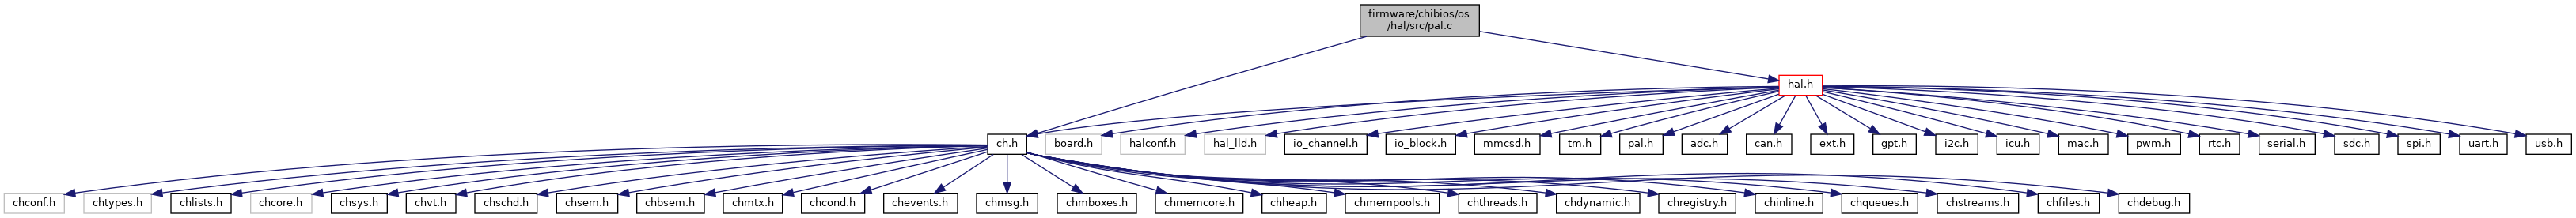 firmware/chibios/os
/hal/src/pal.c
hal.h
ch.h
board.h
halconf.h
hal_lld.h
io_channel.h
io_block.h
mmcsd.h
tm.h
pal.h
adc.h
can.h
ext.h
gpt.h
i2c.h
icu.h
mac.h
pwm.h
rtc.h
serial.h
sdc.h
spi.h
uart.h
usb.h
chconf.h
chtypes.h
chlists.h
chcore.h
chsys.h
chvt.h
chschd.h
chsem.h
chbsem.h
chmtx.h
chcond.h
chevents.h
chmsg.h
chmboxes.h
chmemcore.h
chheap.h
chmempools.h
chthreads.h
chdynamic.h
chregistry.h
chinline.h
chqueues.h
chstreams.h
chfiles.h
chdebug.h